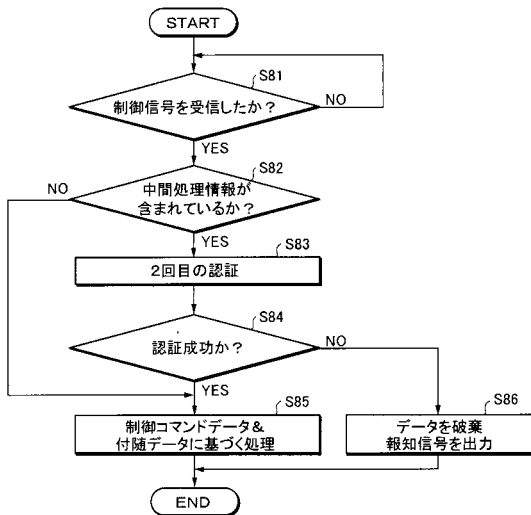 START
S81
制御信号を受信したか？
NO
YES
S82
NO
中間処理情報が
含まれているか？
YES
S83
2回目の認証
S84
認証成功か？
NO
YES
S85
制御コマンドデータ＆
付随データに基づく処理
S86
データを破棄
報知信号を出力
END